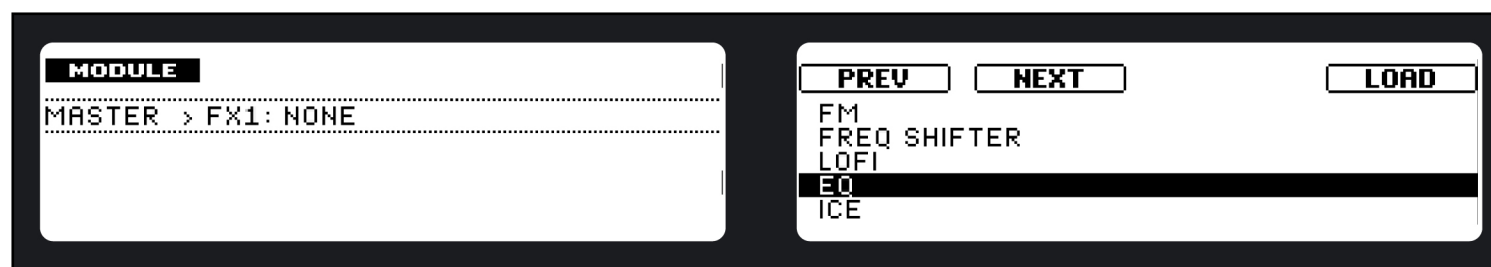 MODULE
MASTER > FX1: NONE
PREV NEXT LOAD
FM
FREQ SHIFTER
LOFI
EQ
ICE